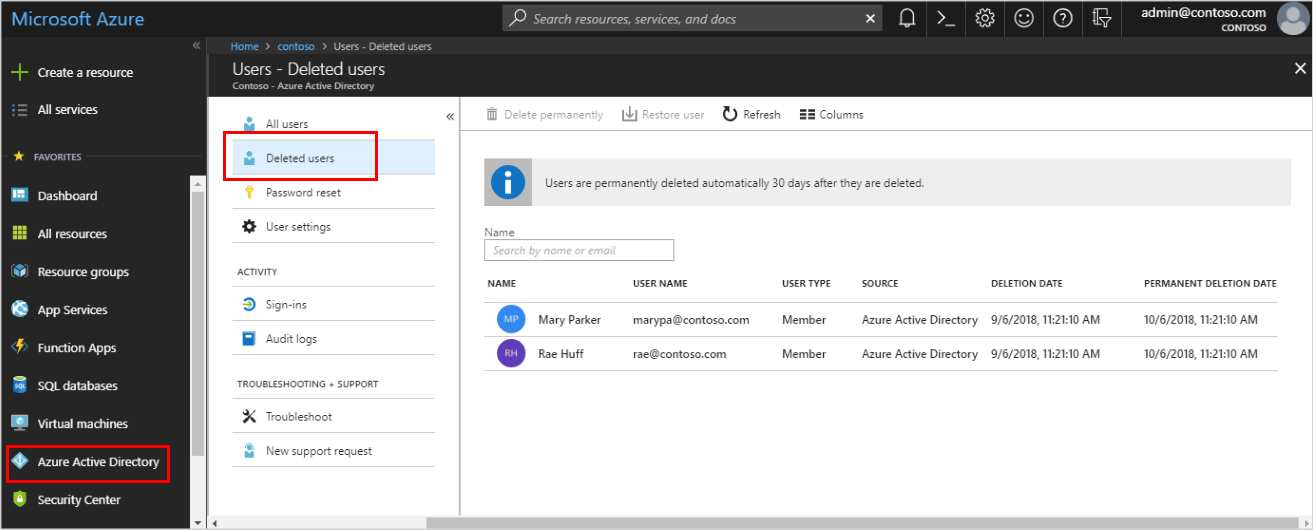 Microsoft Azure
Search resources, services, and docs
admin@contoso.com
CONTOSO
Create a resource
All services
FAVORITES
Dashboard
All resources
Resource groups
App Services
Function Apps
SQL databases
Virtual machines
Azure Active Directory
Security Center
Home > contoso > Users - Deleted users
Users - Deleted users
Contoso - Azure Active Directory
All users
Deleted users
Password reset
User settings
ACTIVITY
Sign-ins
Audit logs
TROUBLESHOOTING + SUPPORT
Troubleshoot
New support request
Delete permanently Restore user Refresh Columns
Users are permanently deleted automatically 30 days after they are deleted.
Name
Search by name or email
NAME USER NAME USER TYPE SOURCE DELETION DATE PERMANENT DELETION DATE
MP Mary Parker marypa@contoso.com Member Azure Active Directory 9/6/2018, 11:21:10 AM 10/6/2018, 11:21:10 AM
RH Rae Huff rae@contoso.com Member Azure Active Directory 9/6/2018, 11:21:10 AM 10/6/2018, 11:21:10 AM